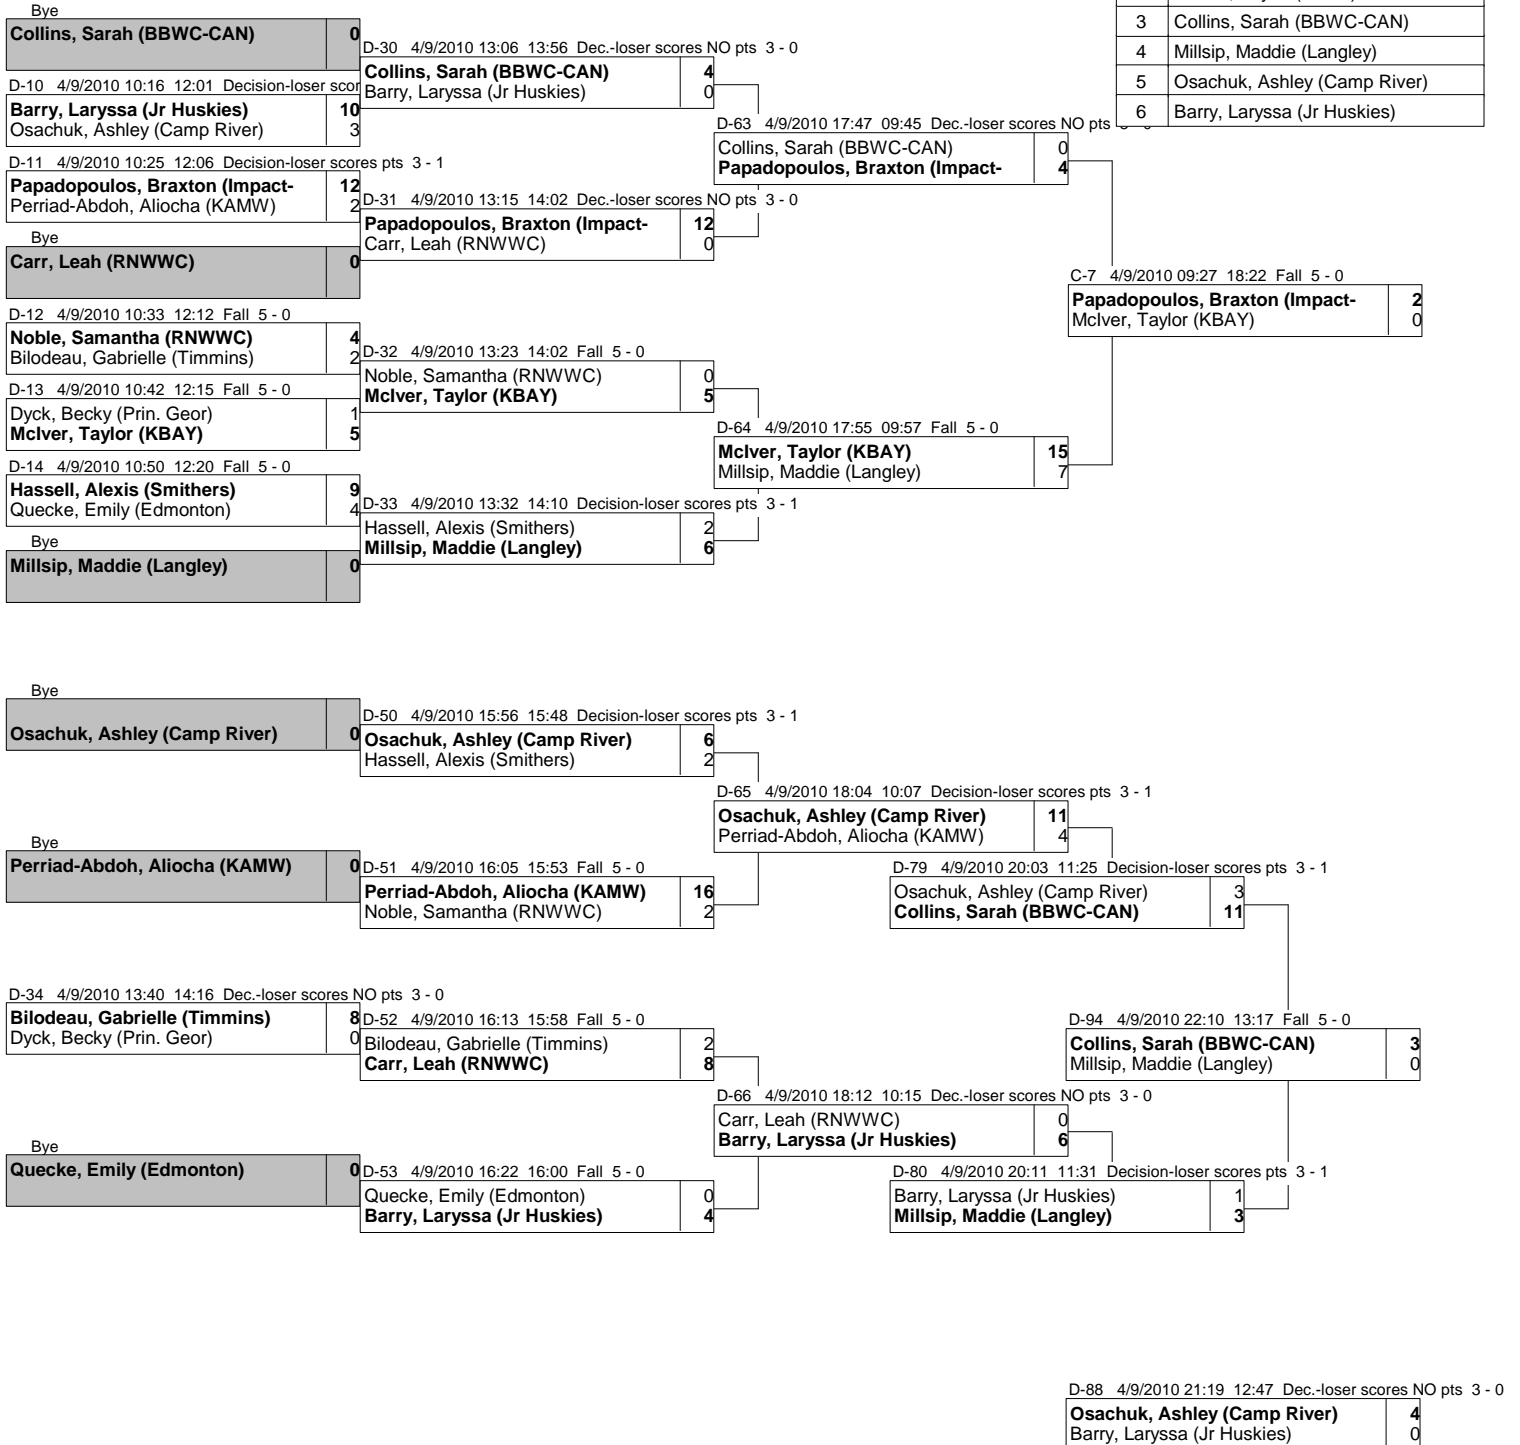 Bye
Collins, Sarah (BBWC-CAN) 0
D-10 4/9/2010 10:16 12:01 Decision-loser scor
Barry, Laryssa (Jr Huskies) 10
Osachuk, Ashley (Camp River) 3
D-11 4/9/2010 10:25 12:06 Decision-loser scores pts 3 - 1
Papadopoulos, Braxton (Impact- 12
Perriad-Abdoh, Aliocha (KAMW) 2
Bye
Carr, Leah (RNWWC) 0
D-12 4/9/2010 10:33 12:12 Fall 5 - 0
Noble, Samantha (RNWWC) 4
Bilodeau, Gabrielle (Timmins) 2
D-13 4/9/2010 10:42 12:15 Fall 5 - 0
Dyck, Becky (Prin. Geor) 1
McIver, Taylor (KBAY) 5
D-14 4/9/2010 10:50 12:20 Fall 5 - 0
Hassell, Alexis (Smithers) 9
Quecke, Emily (Edmonton) 4
Bye
Millsip, Maddie (Langley) 0
D-30 4/9/2010 13:06 13:56 Dec.-loser scores NO pts 3 - 0
Collins, Sarah (BBWC-CAN) 4
Barry, Laryssa (Jr Huskies) 0
D-31 4/9/2010 13:15 14:02 Dec.-loser scores NO pts 3 - 0
Papadopoulos, Braxton (Impact- 12
Carr, Leah (RNWWC) 0
D-32 4/9/2010 13:23 14:02 Fall 5 - 0
Noble, Samantha (RNWWC) 0
McIver, Taylor (KBAY) 5
D-33 4/9/2010 13:32 14:10 Decision-loser scores pts 3 - 1
Hassell, Alexis (Smithers) 2
Millsip, Maddie (Langley) 6
D-63 4/9/2010 17:47 09:45 Dec.-loser scores NO pts
Collins, Sarah (BBWC-CAN) 0
Papadopoulos, Braxton (Impact- 4
D-64 4/9/2010 17:55 09:57 Fall 5 - 0
McIver, Taylor (KBAY) 15
Millsip, Maddie (Langley) 7
3 Collins, Sarah (BBWC-CAN)
4 Millsip, Maddie (Langley)
5 Osachuk, Ashley (Camp River)
6 Barry, Laryssa (Jr Huskies)
C-7 4/9/2010 09:27 18:22 Fall 5 - 0
Papadopoulos, Braxton (Impact- 2
McIver, Taylor (KBAY) 0
Bye
Osachuk, Ashley (Camp River) 0
Bye
Perriad-Abdoh, Aliocha (KAMW) 0
D-34 4/9/2010 13:40 14:16 Dec.-loser scores NO pts 3 - 0
Bilodeau, Gabrielle (Timmins) 8
Dyck, Becky (Prin. Geor) 0
Bye
Quecke, Emily (Edmonton) 0
D-50 4/9/2010 15:56 15:48 Decision-loser scores pts 3 - 1
Osachuk, Ashley (Camp River) 6
Hassell, Alexis (Smithers) 2
D-51 4/9/2010 16:05 15:53 Fall 5 - 0
Perriad-Abdoh, Aliocha (KAMW) 16
Noble, Samantha (RNWWC) 2
D-52 4/9/2010 16:13 15:58 Fall 5 - 0
Bilodeau, Gabrielle (Timmins) 2
Carr, Leah (RNWWC) 8
D-53 4/9/2010 16:22 16:00 Fall 5 - 0
Quecke, Emily (Edmonton) 0
Barry, Laryssa (Jr Huskies) 4
D-65 4/9/2010 18:04 10:07 Decision-loser scores pts 3 - 1
Osachuk, Ashley (Camp River) 11
Perriad-Abdoh, Aliocha (KAMW) 4
D-66 4/9/2010 18:12 10:15 Dec.-loser scores NO pts 3 - 0
Carr, Leah (RNWWC) 0
Barry, Laryssa (Jr Huskies) 6
D-79 4/9/2010 20:03 11:25 Decision-loser scores pts 3 - 1
Osachuk, Ashley (Camp River) 3
Collins, Sarah (BBWC-CAN) 11
D-80 4/9/2010 20:11 11:31 Decision-loser scores pts 3 - 1
Barry, Laryssa (Jr Huskies) 1
Millsip, Maddie (Langley) 3
D-94 4/9/2010 22:10 13:17 Fall 5 - 0
Collins, Sarah (BBWC-CAN) 3
Millsip, Maddie (Langley) 0
D-88 4/9/2010 21:19 12:47 Dec.-loser scores NO pts 3 - 0
Osachuk, Ashley (Camp River) 4
Barry, Laryssa (Jr Huskies) 0